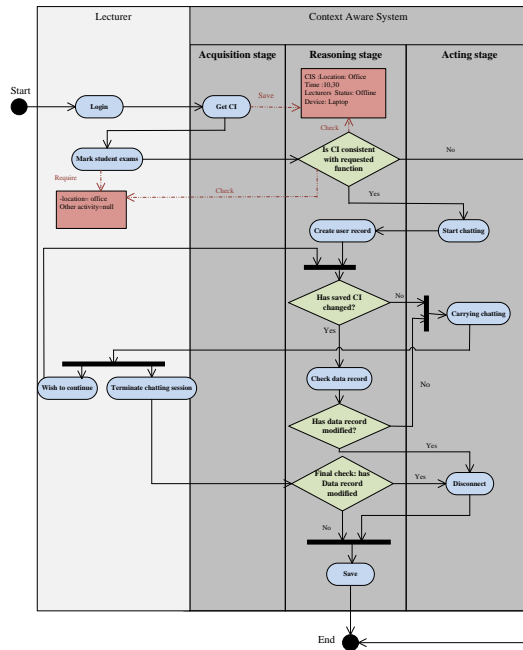 Lecturer
Context Aware System
Acquisition stage
Reasoning stage
Acting stage
Start
Login
Get CI
Save
CIS :Location: Office
Time :10,30
Lecturers Status: Offline
Device: Laptop
Check
Mark student exams
Is CI consistent
with requested
function
No
Require
Check
Yes
-location= office
Other activity=null
Create user record
Start chatting
Has saved CI
changed?
No
Carrying chatting
Yes
Wish to continue
Terminate chatting session
Check data record
No
Has data record
modified?
Yes
Final check: has
Data record
modified
Yes
Disconnect
No
Save
End